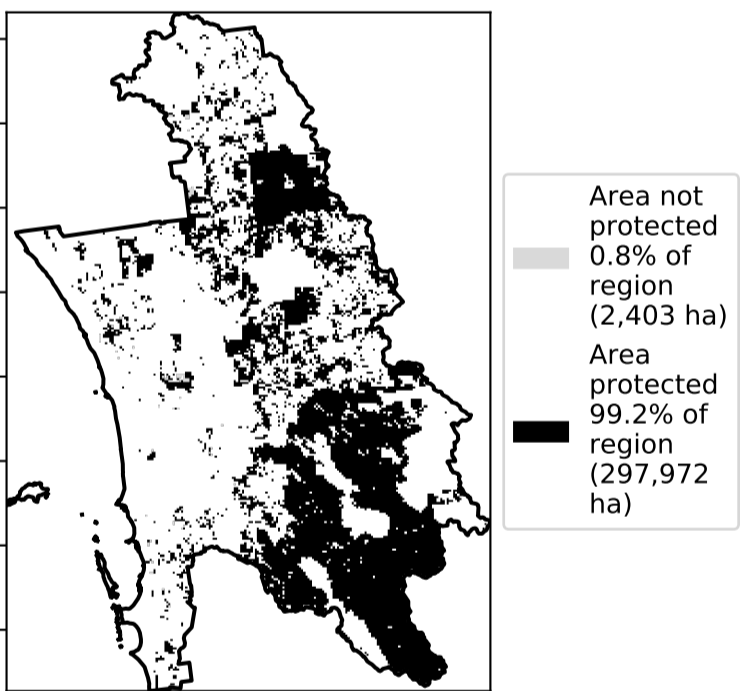 Area not
protected
0.8% of
region
(2,403 ha)
Area
protected
99.2% of
region
(297,972
ha)